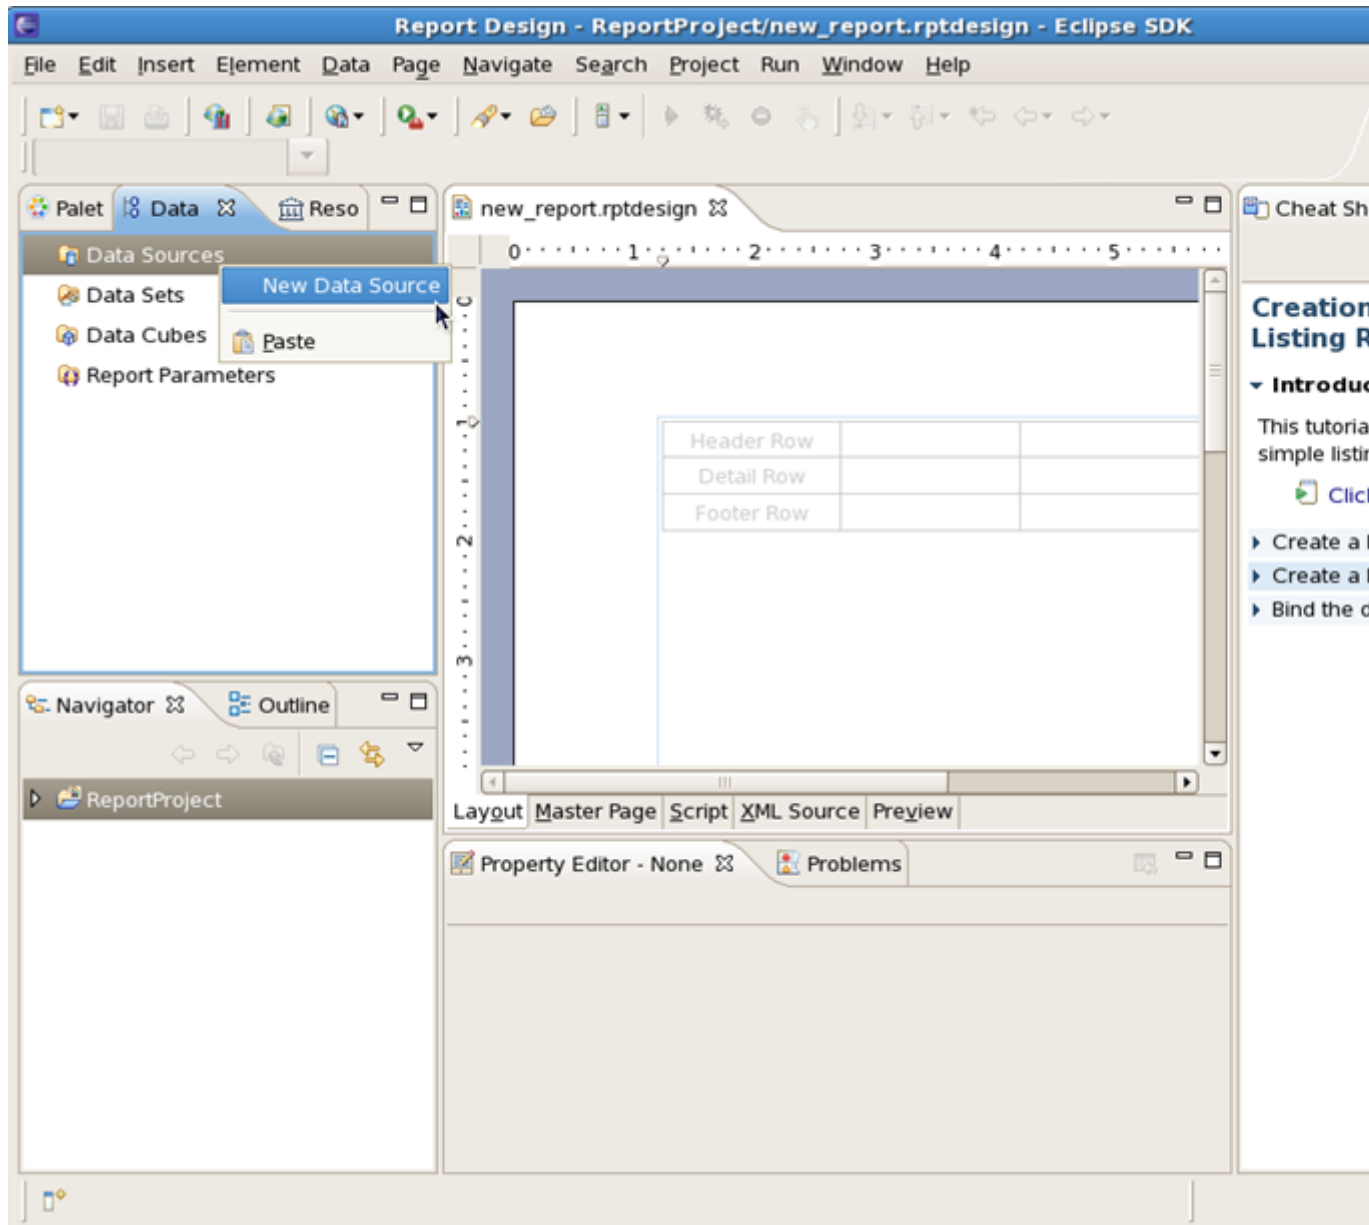 Report Design - ReportProject/new_report.rptdesign - Eclipse SDK
File Edit Insert Element Data Page Navigate Search Project Run Window Help
Palet Data Reso
Data Sources
New Data Source
Data Sets
Data Cubes
Paste
Report Parameters
new_report.rptdesign
0 1 2 3 4 5
0
1
2
3
Header Row
Detail Row
Footer Row
Layout Master Page Script XML Source Preview
Navigator Outline
ReportProject
Property Editor - None Problems
Cheat Sh
Creation
Listing R
Introduc
This tutoria
simple listin
Click
Create a
Create a
Bind the d